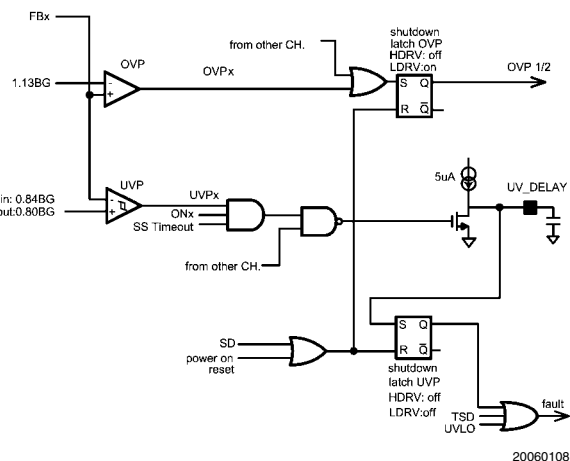 FBx
shutdown
latch OVP
HDRV: off
LDRV:on
from other CH.
OVP
OVPx
OVP 1/2
1.13BG
-
+
S Q
R Q
5uA
UV_DELAY
UVP
UVPx
in: 0.84BG
out:0.80BG
-
+
ONx
SS Timeout
from other CH.
SD
power on
reset
S Q
R Q
shutdown
latch UVP
HDRV: off
LDRV:off
fault
TSD
UVLO
20060108